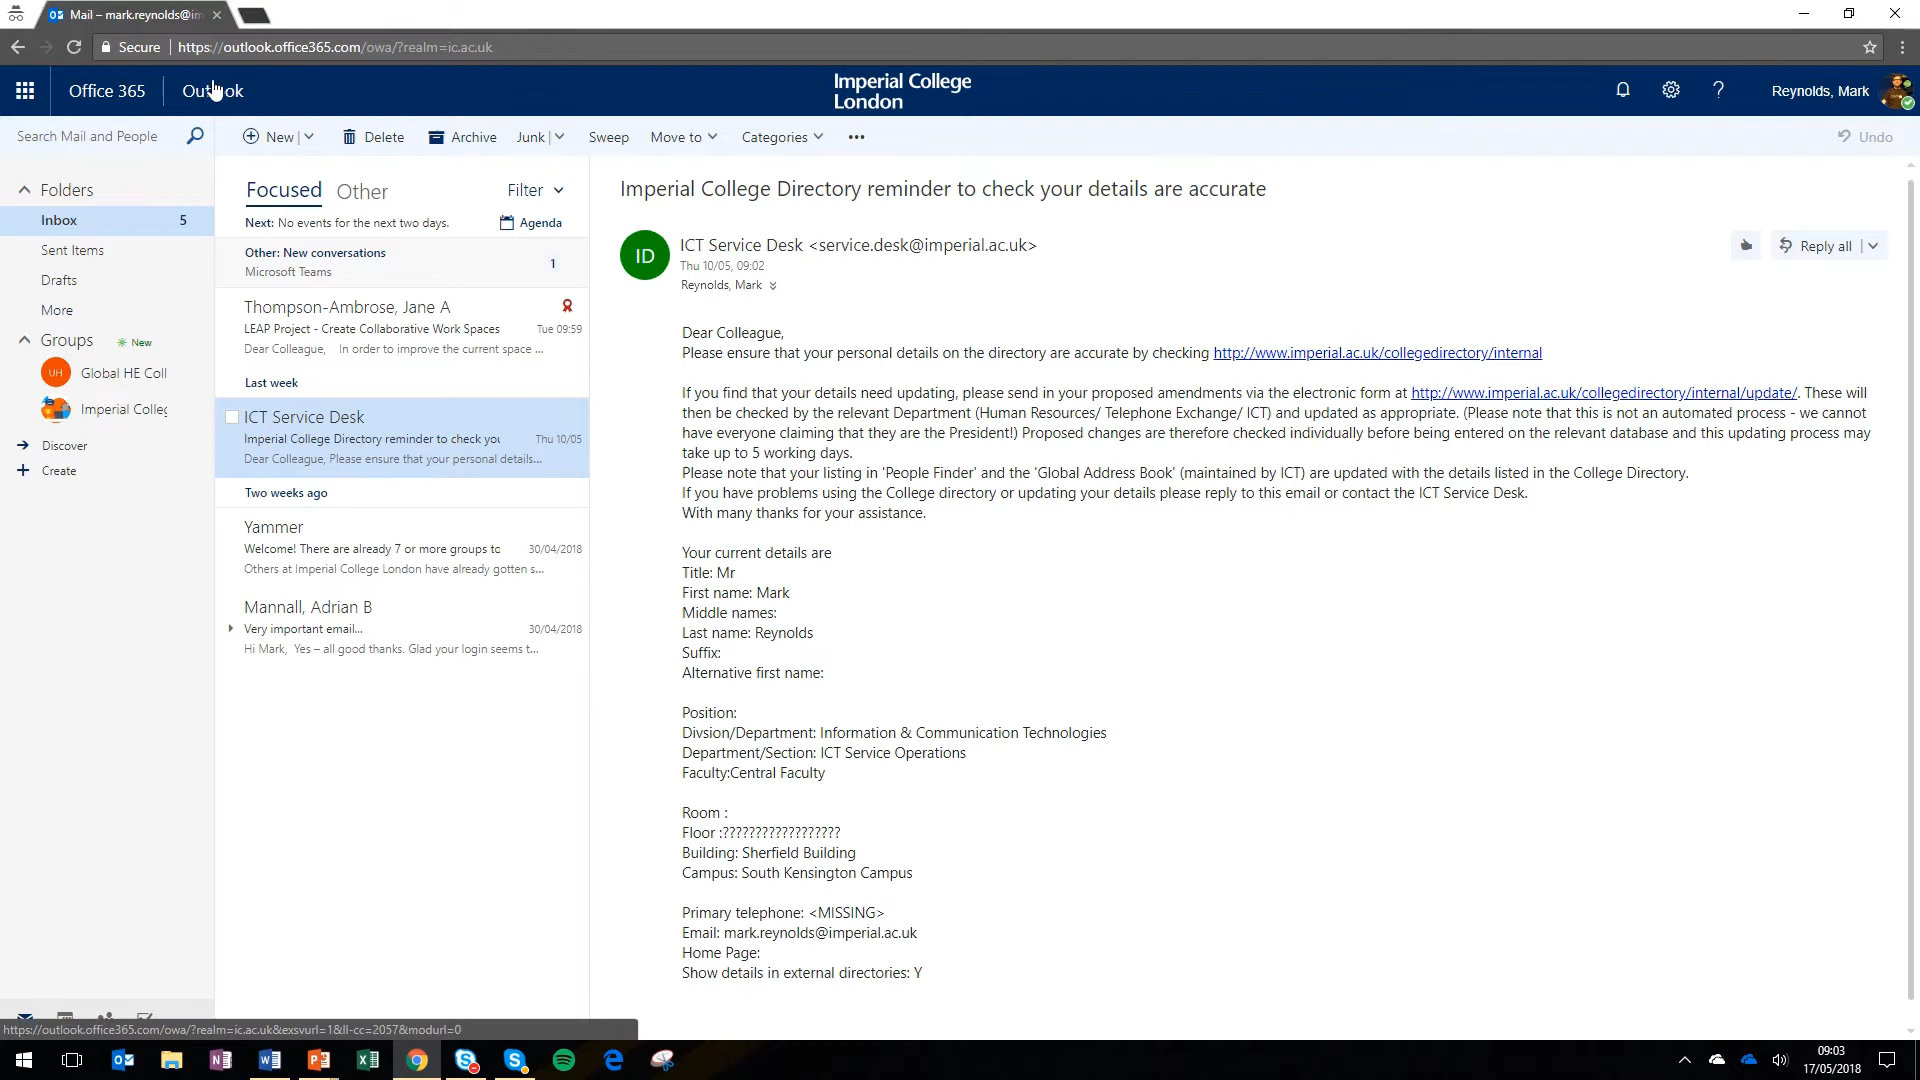 Mail – mark.reynolds@im
Secure
https://outlook.office365.com/owa/?realm=ic.ac.uk
Office 365
Outlook
Imperial College
London
Reynolds, Mark
Search Mail and People
New
Delete
Archive
Junk
Sweep
Move to
Categories
Undo
Folders
Inbox 5
Sent Items
Drafts
More
Groups New
UH Global HE Coll
Imperial Colleg
Discover
Create
Focused Other Filter
Next: No events for the next two days. Agenda
Other: New conversations
Microsoft Teams 1
Thompson-Ambrose, Jane A
LEAP Project - Create Collaborative Work Spaces Tue 09:59
Dear Colleague, In order to improve the current space ...
Last week
ICT Service Desk
Imperial College Directory reminder to check you Thu 10/05
Dear Colleague, Please ensure that your personal details...
Two weeks ago
Yammer
Welcome! There are already 7 or more groups to 30/04/2018
Others at Imperial College London have already gotten s...
Mannall, Adrian B
Very important email... 30/04/2018
Hi Mark, Yes – all good thanks. Glad your login seems t...
Imperial College Directory reminder to check your details are accurate
ID
ICT Service Desk <service.desk@imperial.ac.uk>
Thu 10/05, 09:02
Reynolds, Mark
Reply all
Dear Colleague,
Please ensure that your personal details on the directory are accurate by checking http://www.imperial.ac.uk/collegedirectory/internal
If you find that your details need updating, please send in your proposed amendments via the electronic form at http://www.imperial.ac.uk/collegedirectory/internal/update/. These will
then be checked by the relevant Department (Human Resources/ Telephone Exchange/ ICT) and updated as appropriate. (Please note that this is not an automated process - we cannot
have everyone claiming that they are the President!) Proposed changes are therefore checked individually before being entered on the relevant database and this updating process may
take up to 5 working days.
Please note that your listing in 'People Finder' and the 'Global Address Book' (maintained by ICT) are updated with the details listed in the College Directory.
If you have problems using the College directory or updating your details please reply to this email or contact the ICT Service Desk.
With many thanks for your assistance.
Your current details are
Title: Mr
First name: Mark
Middle names:
Last name: Reynolds
Suffix:
Alternative first name:
Position:
Divsion/Department: Information & Communication Technologies
Department/Section: ICT Service Operations
Faculty:Central Faculty
Room :
Floor :??????????????????
Building: Sherfield Building
Campus: South Kensington Campus
Primary telephone: <MISSING>
Email: mark.reynolds@imperial.ac.uk
Home Page:
Show details in external directories: Y
https://outlook.office365.com/owa/?realm=ic.ac.uk&exsvurl=1&ll-cc=2057&modurl=0
09:03
17/05/2018